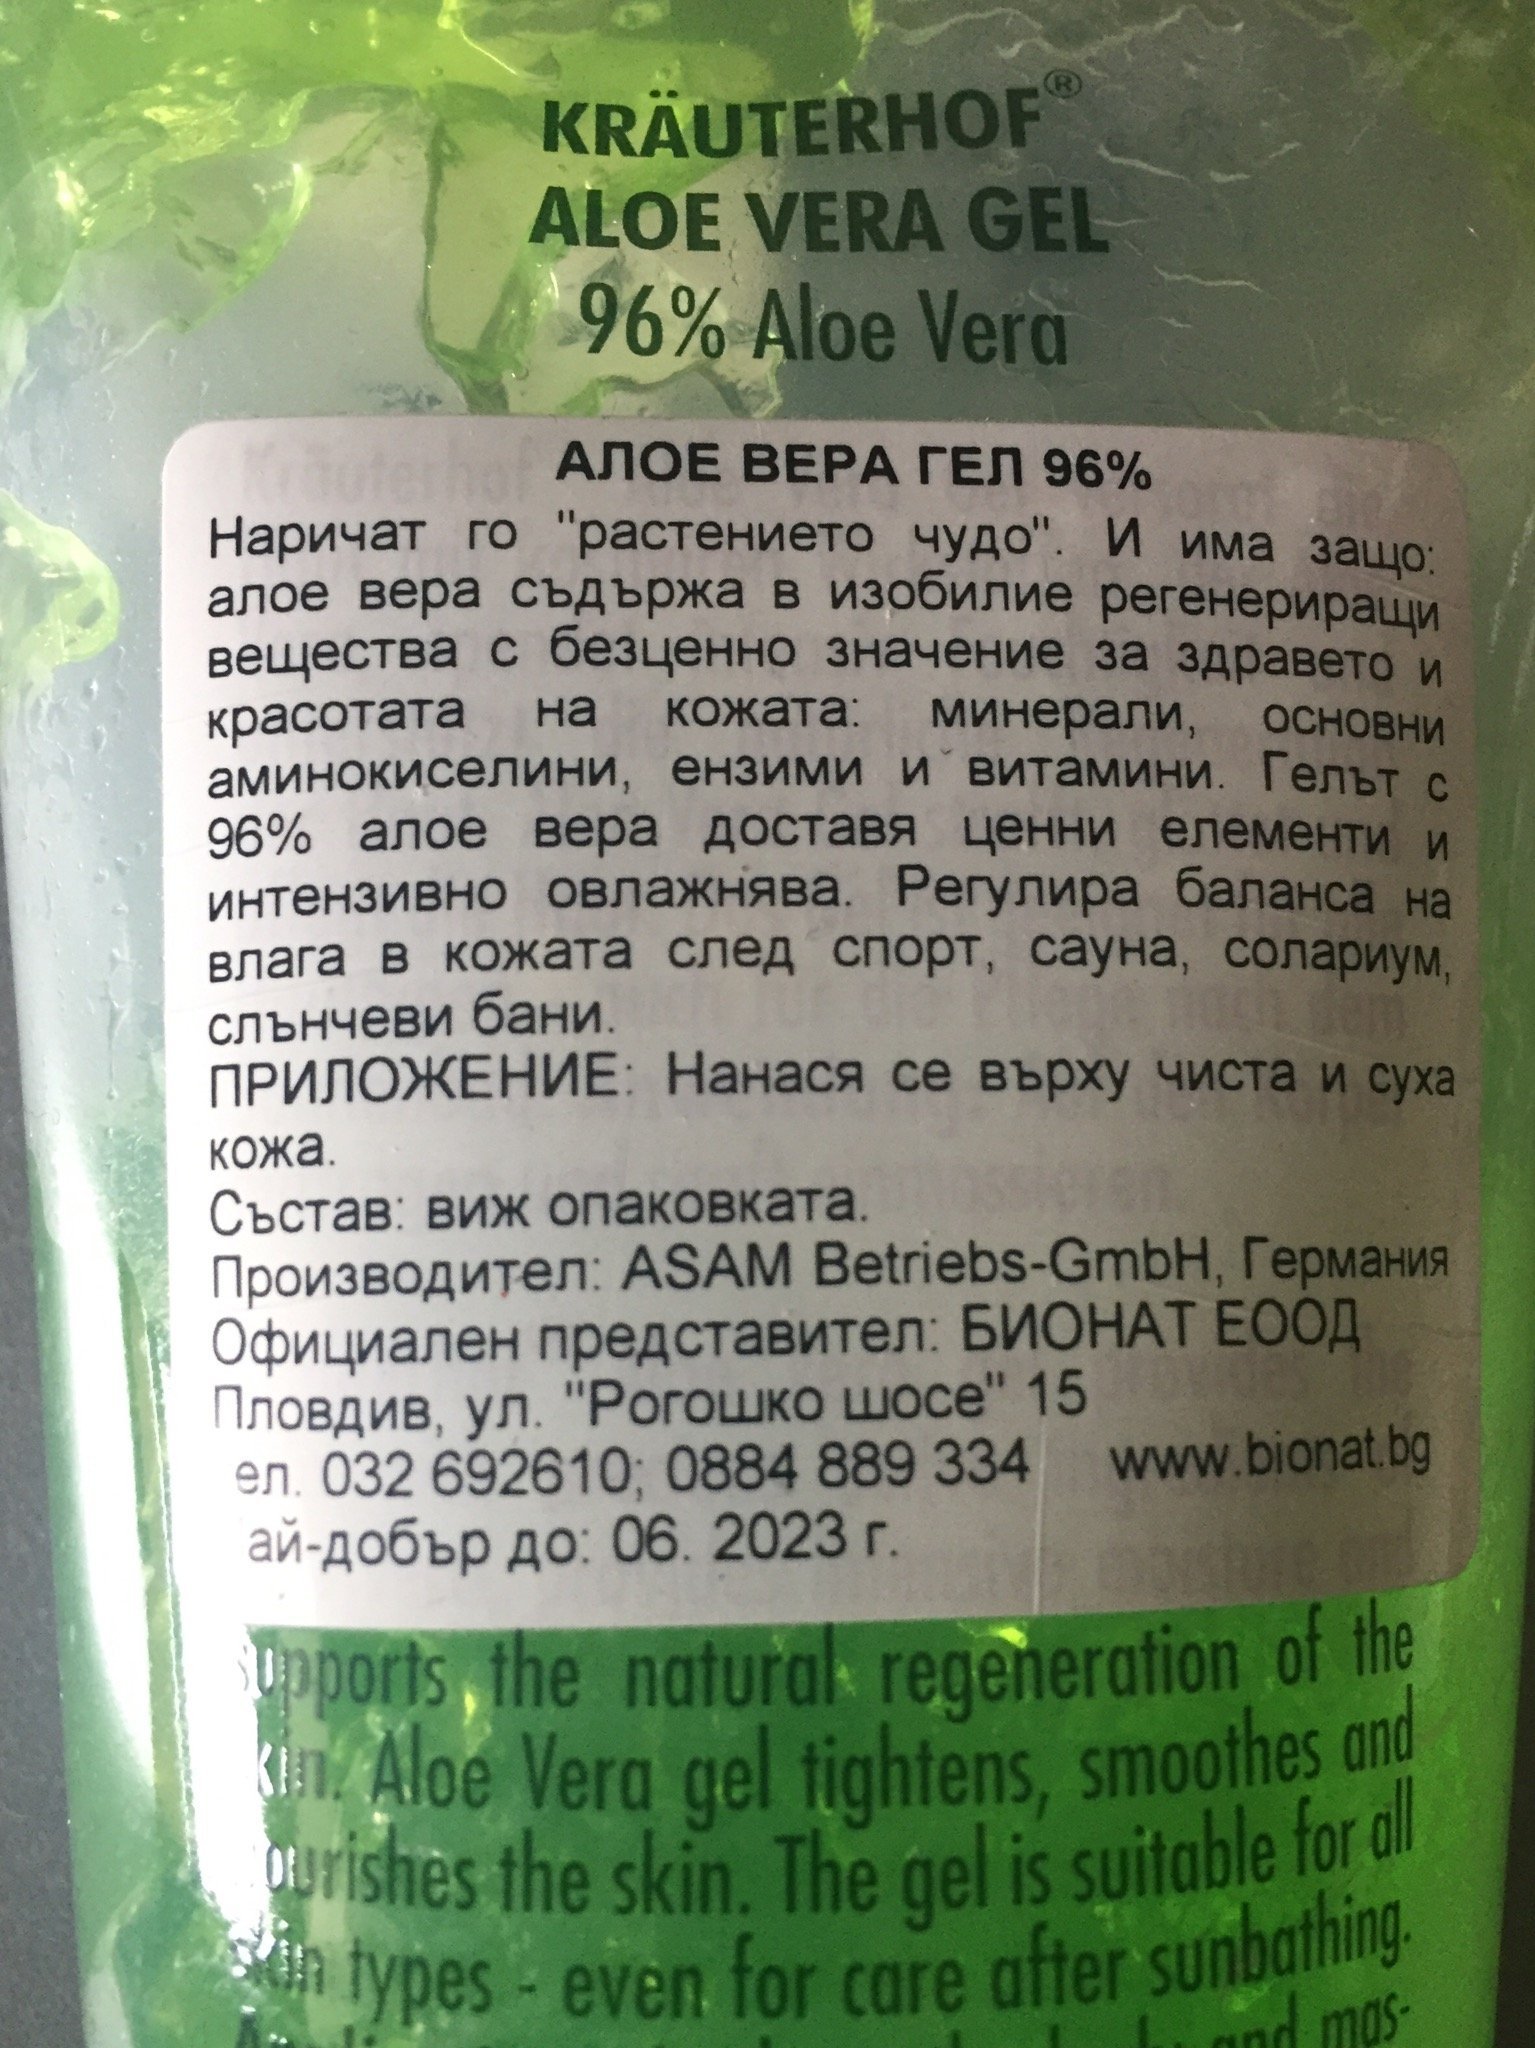 KRÄUTERHOF®
ALOE VERA GEL
96% Aloe Vera
АЛОЕ ВЕРА ГЕЛ 96%
Наричат го "растението чудо". И има защо:
алое вера съдържа в изобилие регенериращи
вещества с безценно значение за здравето и
красотата на кожата: минерали, основни
аминокиселини, ензими и витамини. Гелът с
96% алое вера доставя ценни елементи и
интензивно овлажнява. Регулира баланса на
влага в кожата след спорт, сауна, солариум,
слънчеви бани.
ПРИЛОЖЕНИЕ: Нанася се върху чиста и суха
кожа.
Състав: виж опаковката.
Производител: ASAM Betriebs-GmbH, Германия
Официален представител: БИОНАТ ЕООД
Пловдив, ул. "Рогошко шосе" 15
ел. 032 692610; 0884 889 334 www.bionat.bg
ай-добър до: 06. 2023 г.
upports the natural regeneration of the
kin. Aloe Vera gel tightens, smoothes and
ourishes the skin. The gel is suitable for all
kin types - even for care after sunbathing.
and mas-